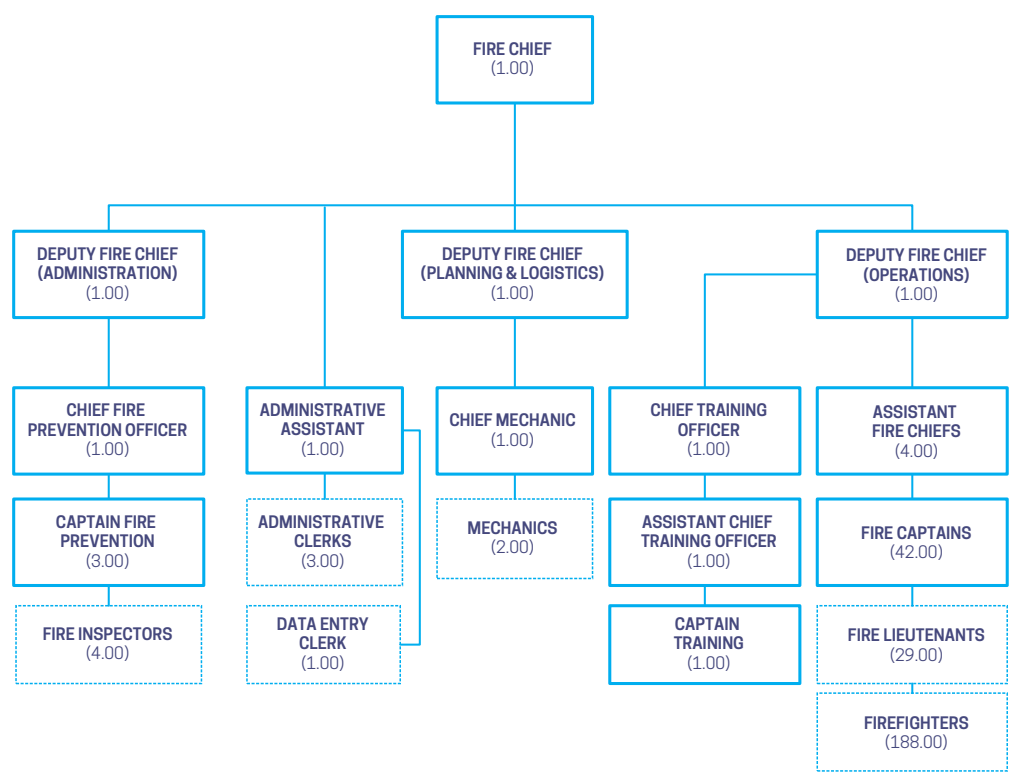 FIRE CHIEF
(1.00)
DEPUTY FIRE CHIEF
(ADMINISTRATION)
(1.00)
DEPUTY FIRE CHIEF
(PLANNING & LOGISTICS)
(1.00)
DEPUTY FIRE CHIEF
(OPERATIONS)
(1.00)
CHIEF FIRE
PREVENTION OFFICER
(1.00)
ADMINISTRATIVE
ASSISTANT
(1.00)
CHIEF MECHANIC
(1.00)
CHIEF TRAINING
OFFICER
(1.00)
ASSISTANT
FIRE CHIEFS
(4.00)
CAPTAIN FIRE
PREVENTION
(3.00)
ADMINISTRATIVE
CLERKS
(3.00)
MECHANICS
(2.00)
ASSISTANT CHIEF
TRAINING OFFICER
(1.00)
FIRE CAPTAINS
(42.00)
FIRE INSPECTORS
(4.00)
DATA ENTRY
CLERK
(1.00)
CAPTAIN
TRAINING
(1.00)
FIRE LIEUTENANTS
(29.00)
FIREFIGHTERS
(188.00)